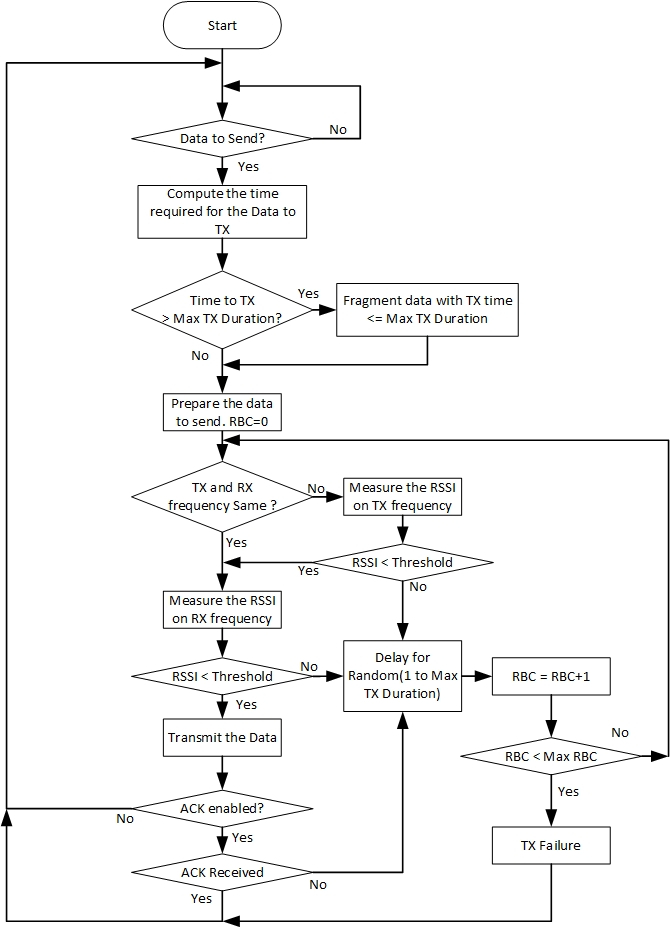 Start
Data to Send?
No
Yes
Compute the time
required for the Data to
TX
Time to TX
> Max TX Duration?
Yes
Fragment data with TX time
<= Max TX Duration
No
Prepare the data
to send. RBC=0
TX and RX
frequency Same ?
No
Measure the RSSI
on TX frequency
Yes
RSSI < Threshold
Yes
No
Measure the RSSI
on RX frequency
RSSI < Threshold
No
Delay for
Random(1 to Max
TX Duration)
RBC = RBC+1
Yes
Transmit the Data
RBC < Max RBC
No
Yes
ACK enabled?
No
Yes
TX Failure
ACK Received
No
Yes